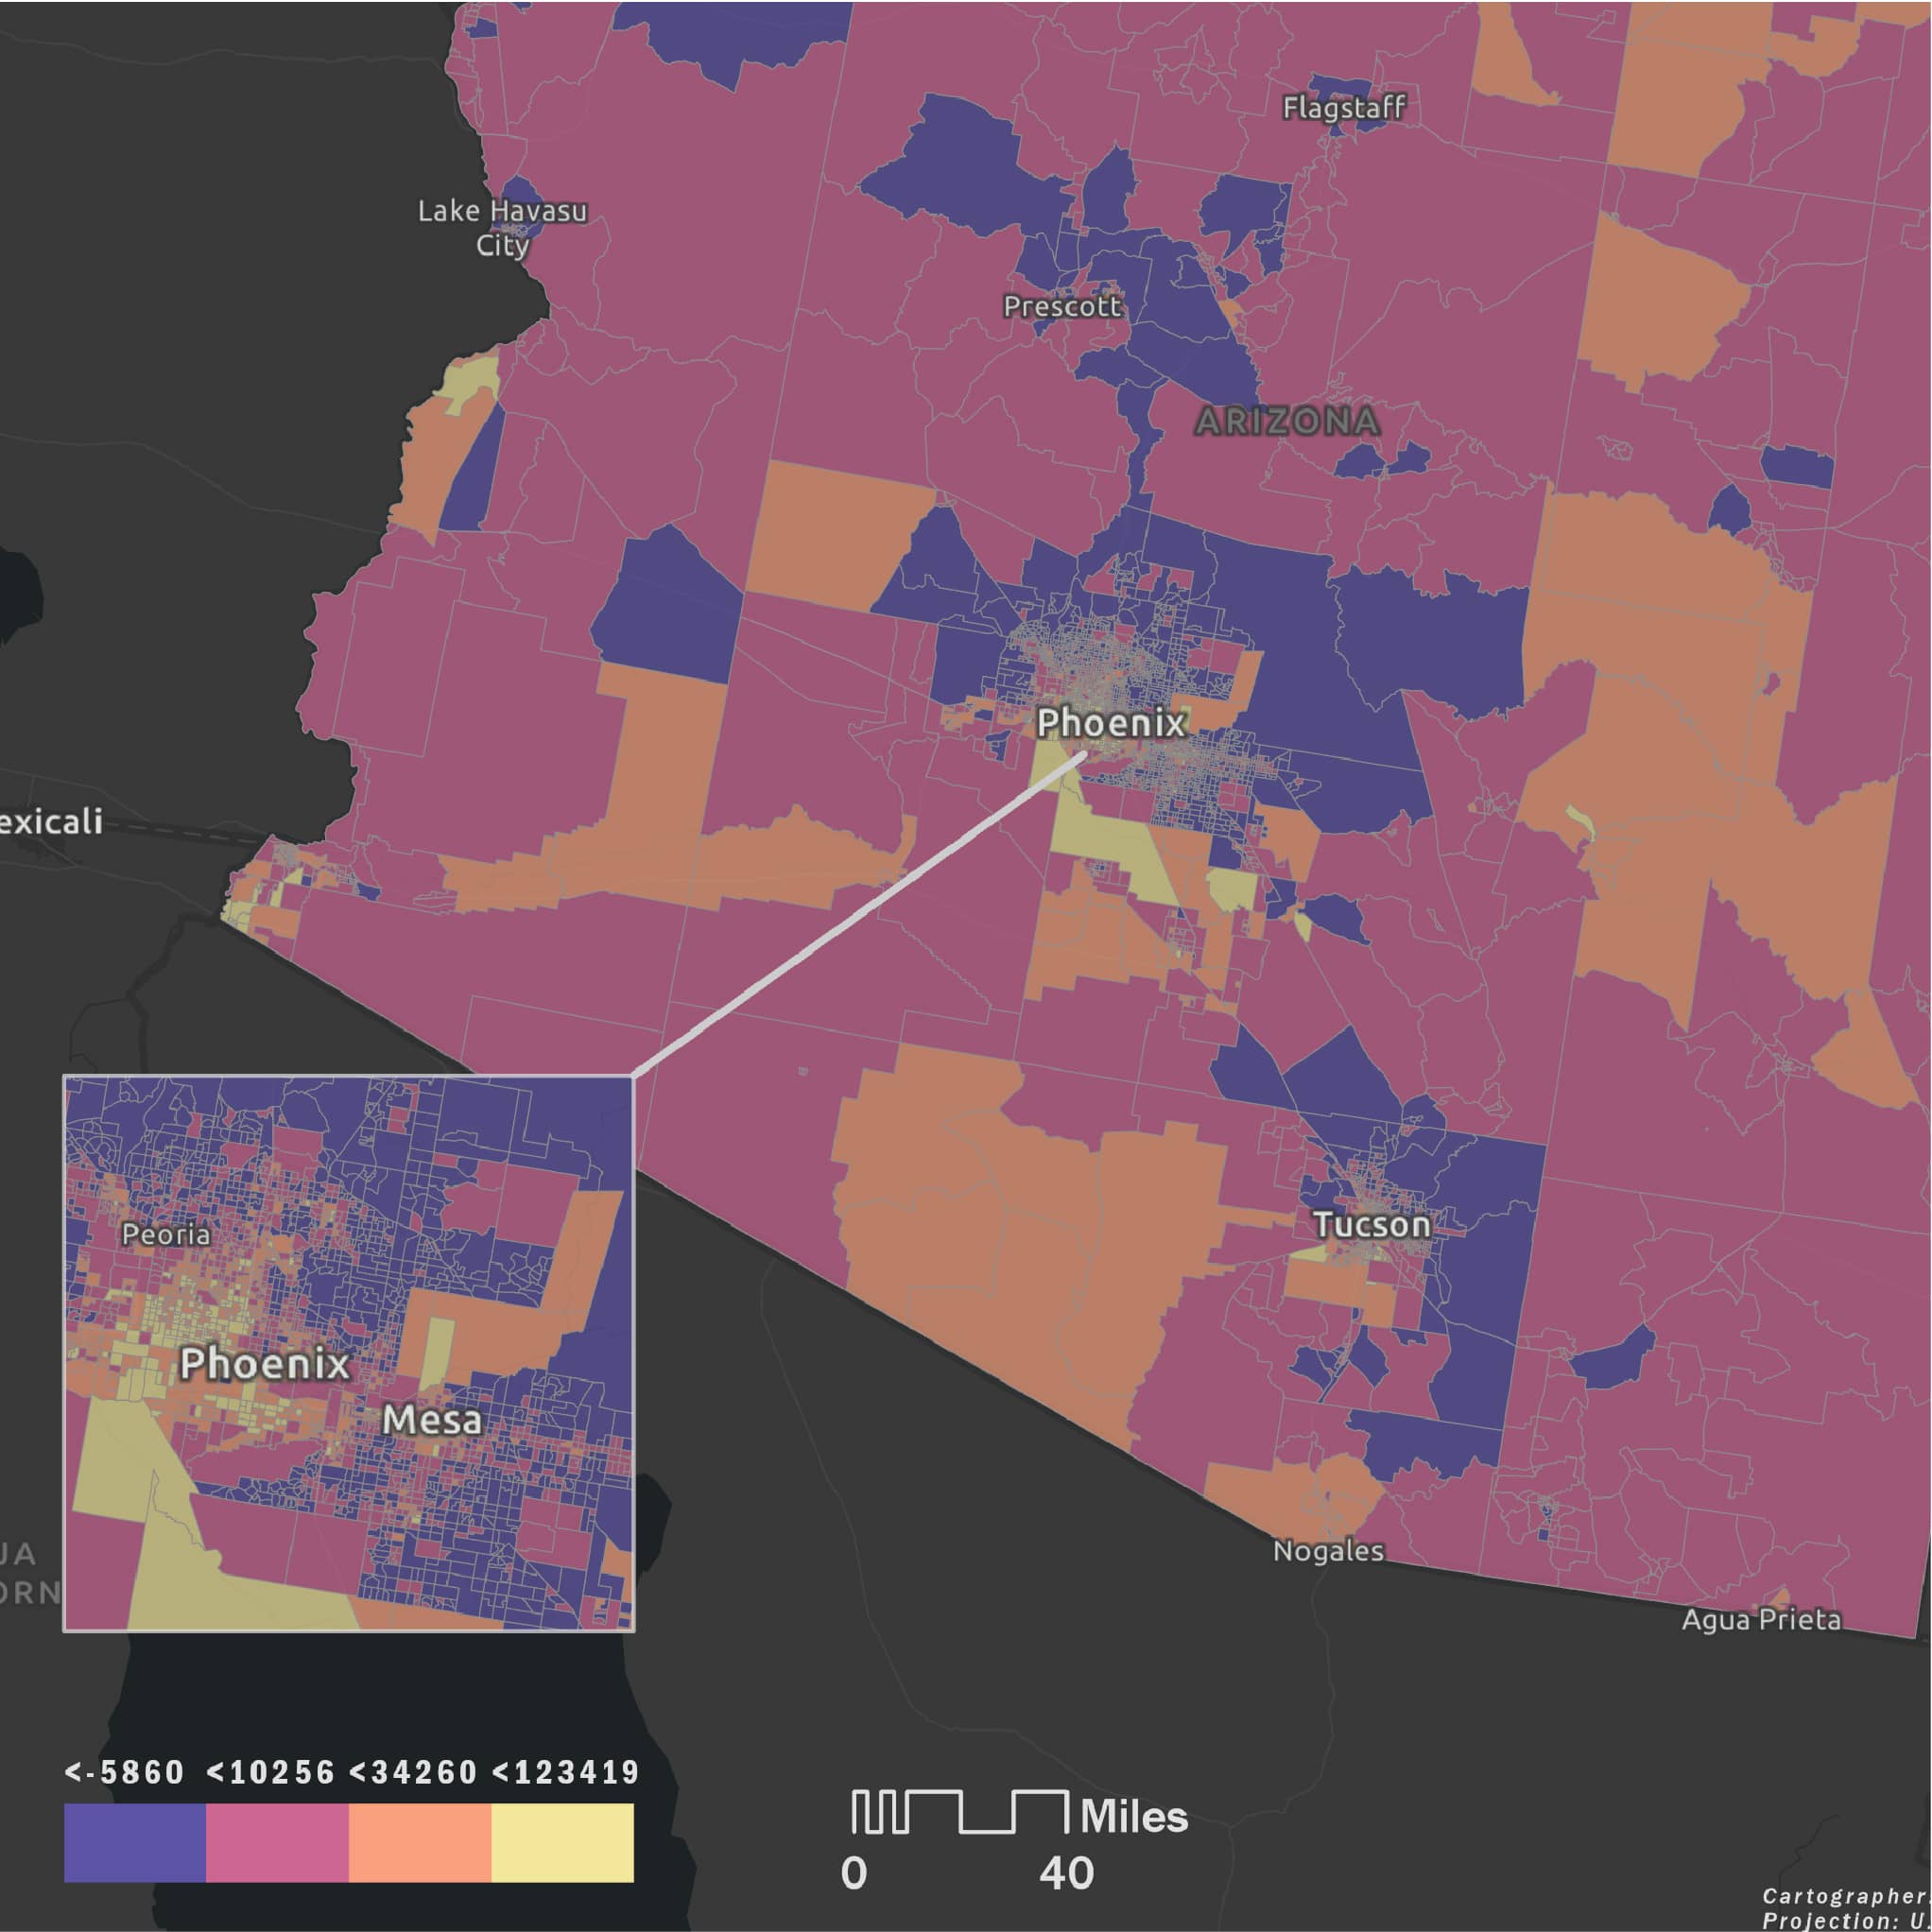 Flagstaff
Lake Havasu
City
Prescott
ARIZONA
Phoenix
exicali
Peoria
Phoenix
Mesa
Tucson
Nogales
JA
ORN
Agua Prieta
<-5860 <10256 <34260 <123419
Miles
0 40
Cartographer:
Projection: U